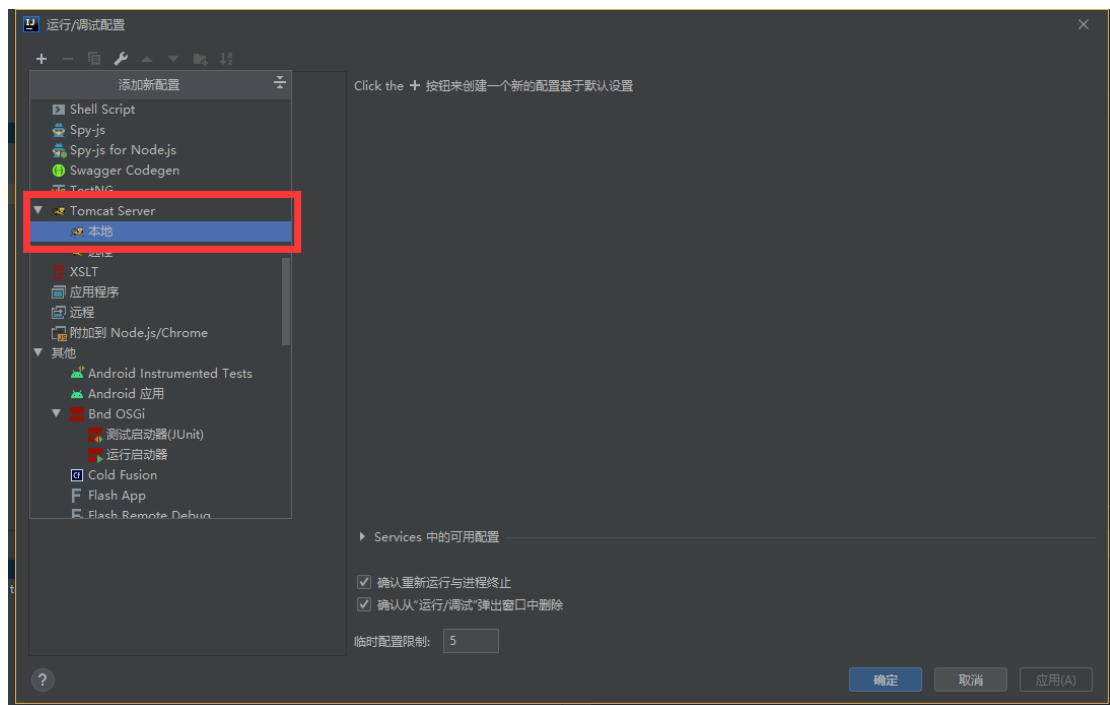 运行/调试配置
添加新配置
Click the + 按钮来创建一个新的配置基于默认设置
Shell Script
Spy-js
Spy-js for Node.js
Swagger Codegen
TestNG
Tomcat Server
本地
远程
XSLT
应用程序
远程
附加到 Node.js/Chrome
其他
Android Instrumented Tests
Android 应用
Bnd OSGi
测试启动器(JUnit)
运行启动器
Cold Fusion
Flash App
Flash Remote Debug
Services 中的可用配置
确认重新运行与进程终止
确认从"运行/调试"弹出窗口中删除
临时配置限制: 5
? 确定 取消 应用(A)